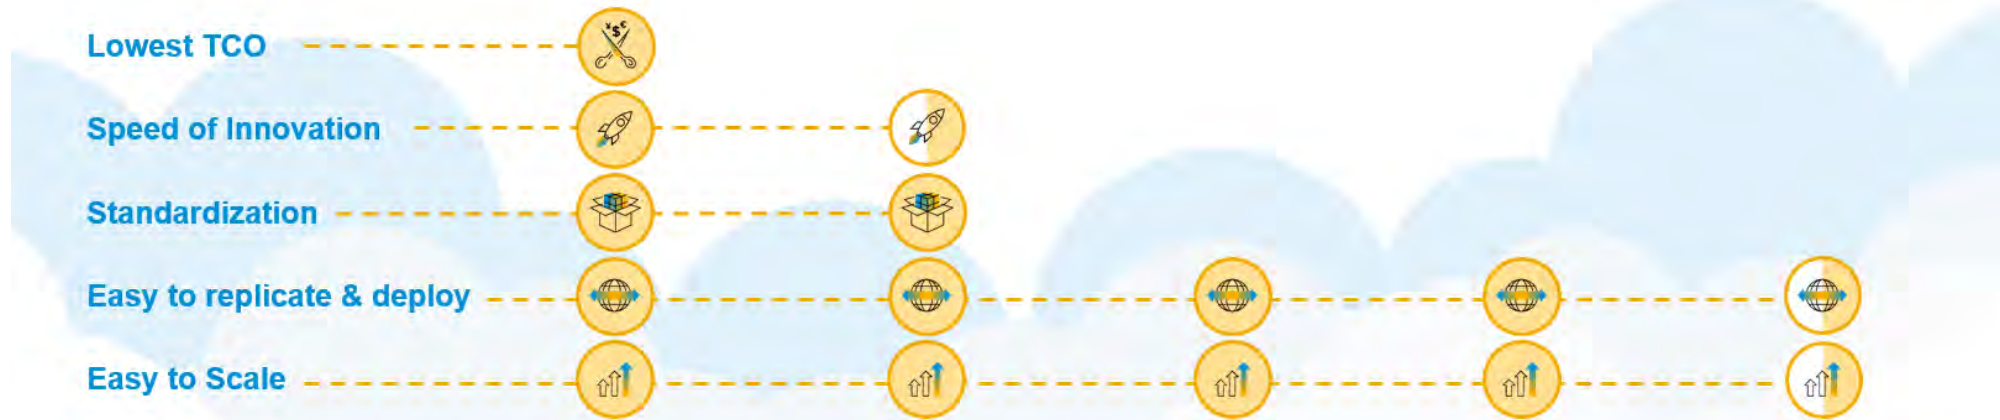 Lowest TCO
Speed of Innovation
Standardization
Easy to replicate & deploy
Easy to Scale